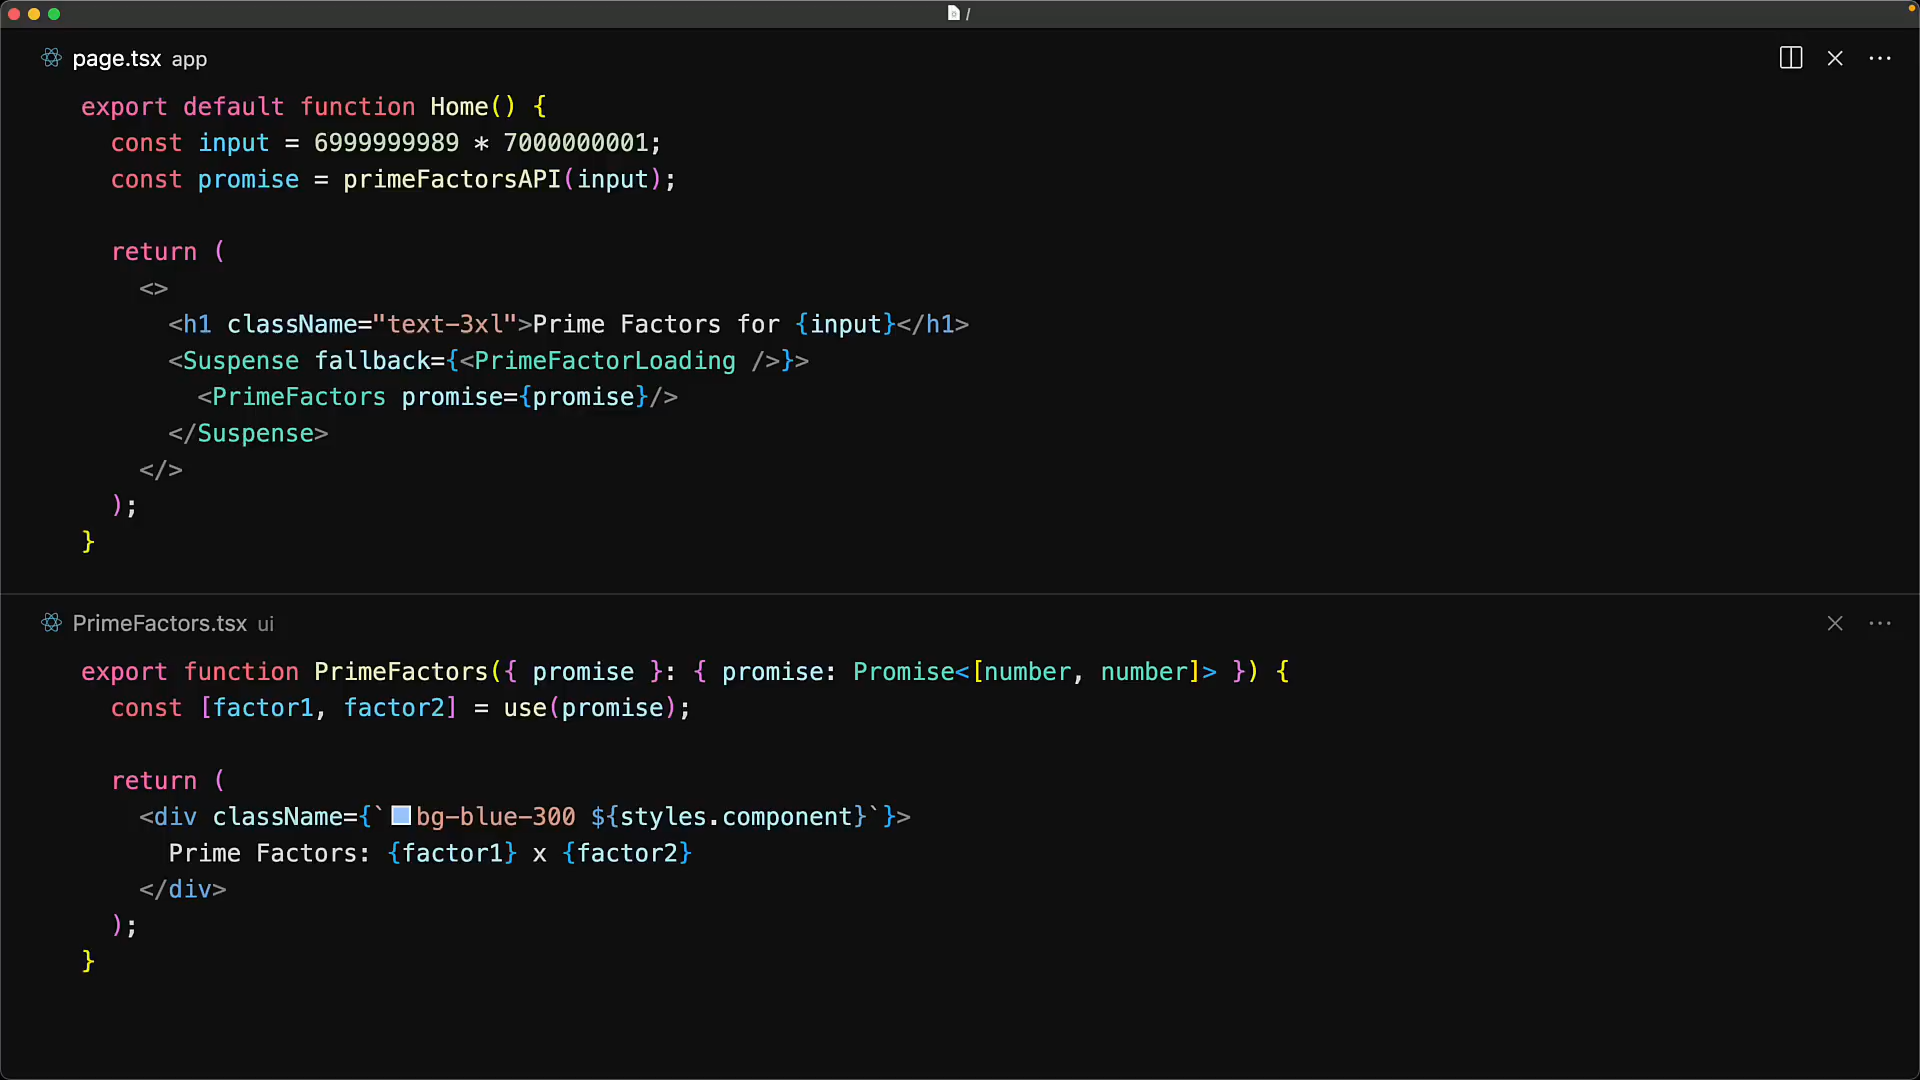 /
page.tsx app
export default function Home() {
const input = 6999999989 * 7000000001;
const promise = primeFactorsAPI(input);
return (
<>
<h1 className="text-3xl">Prime Factors for {input}</h1>
<Suspense fallback={<PrimeFactorLoading />}>
<PrimeFactors promise={promise}/>
</Suspense>
</>
);
}
PrimeFactors.tsx ui
export function PrimeFactors({ promise }: { promise: Promise<[number, number]> }) {
const [factor1, factor2] = use(promise);
return (
<div className={`bg-blue-300 ${styles.component}`}>
Prime Factors: {factor1} x {factor2}
</div>
);
}